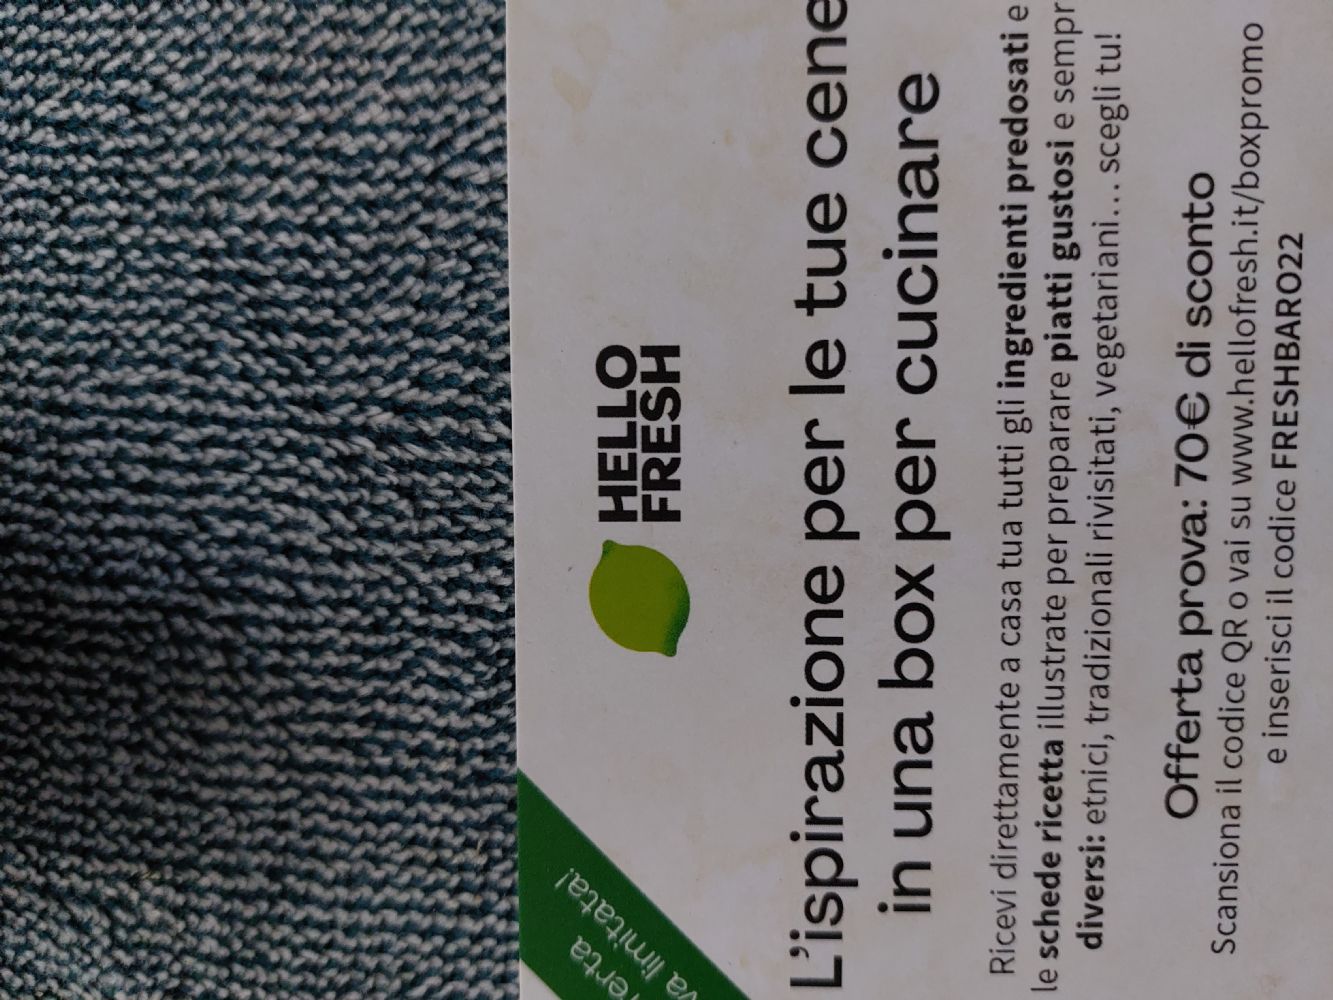 HELLO
FRESH
limitata!
L'ispirazione per le tue cene
in una box per cucinare
Ricevi direttamente a casa tua tutti gli ingredienti predosati e
le schede ricetta illustrate per preparare piatti gustosi e sempr
diversi: etnici, tradizionali rivisitati, vegetariani... scegli tu!
Offerta prova: 70€ di sconto
Scansiona il codice QR o vai su www.hellofresh.it/boxpromo
e inserisci il codice FRESHBARO22